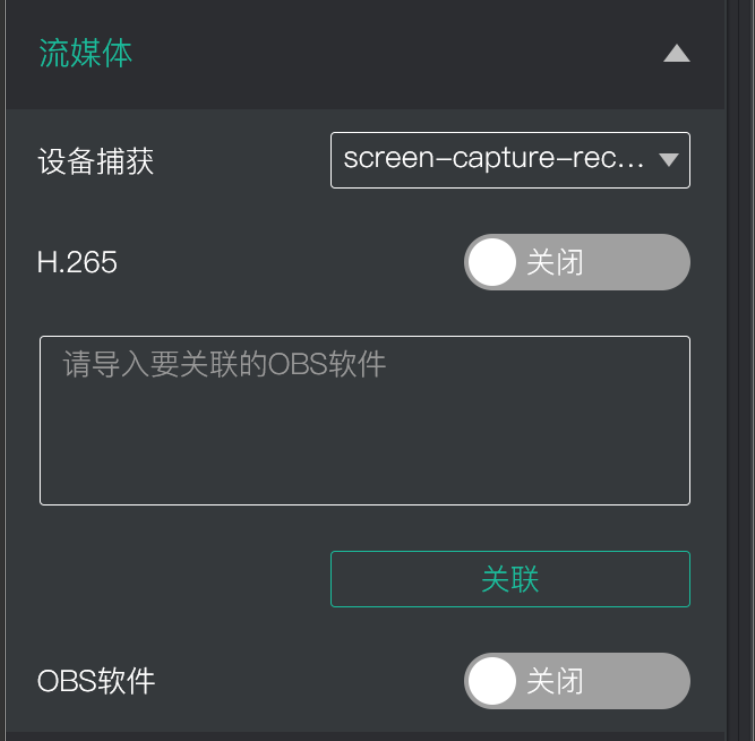 流媒体
设备捕获 screen-capture-rec...
H.265 关闭
请导入要关联的OBS软件
关联
OBS软件 关闭